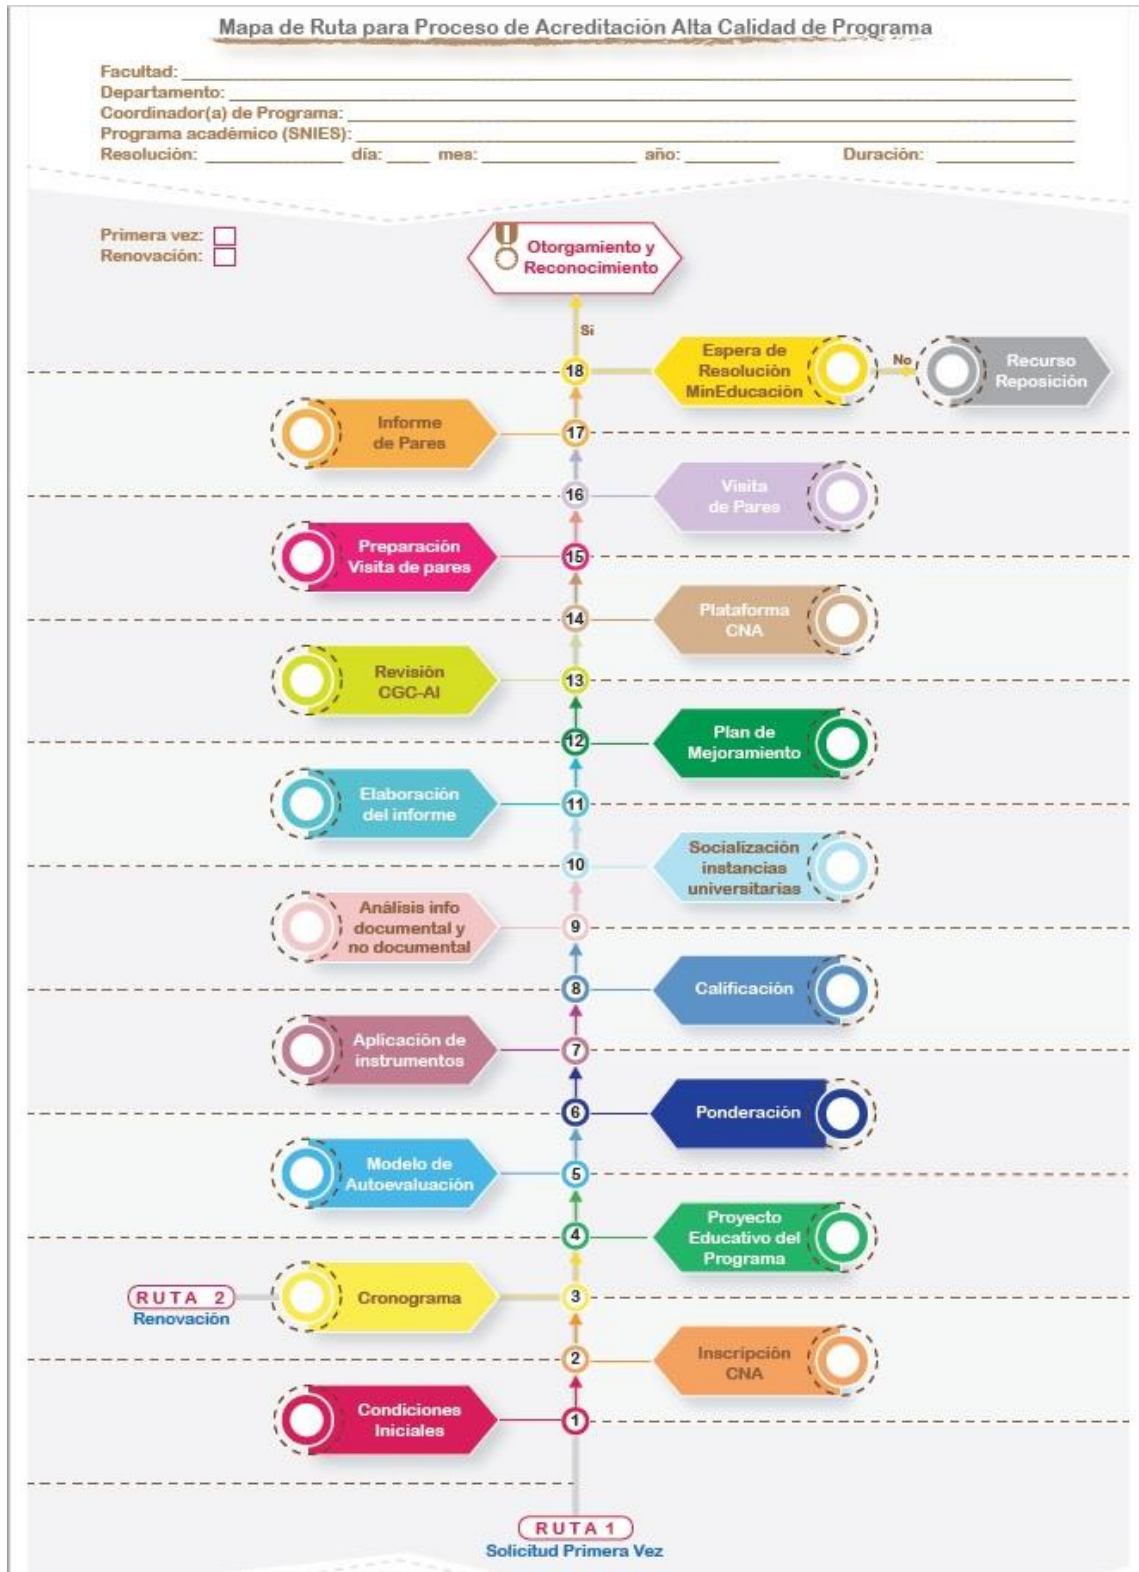 Mapa de Ruta para Proceso de Acreditación Alta Calidad de Programa
Facultad:
Departamento:
Coordinador(a) de Programa:
Programa académico (SNIES):
Resolución: día: mes: año: Duración:
Primera vez:
Renovación:
Otorgamiento y
Reconocimiento
Si
18
Espera de
Resolución
MinEducación
No
Recurso
Reposición
Informe
de Pares
17
16
Visita
de Pares
Preparación
Visita de pares
15
14
Plataforma
CNA
Revisión
CGC-AI
13
12
Plan de
Mejoramiento
Elaboración
del informe
11
10
Socialización
instancias
universitarias
Análisis info
documental y
no documental
9
8
Calificación
Aplicación de
instrumentos
7
6
Ponderación
Modelo de
Autoevaluación
5
4
Proyecto
Educativo del
Programa
RUTA 2
Renovación
Cronograma
3
2
Inscripción
CNA
Condiciones
Iniciales
1
RUTA 1
Solicitud Primera Vez